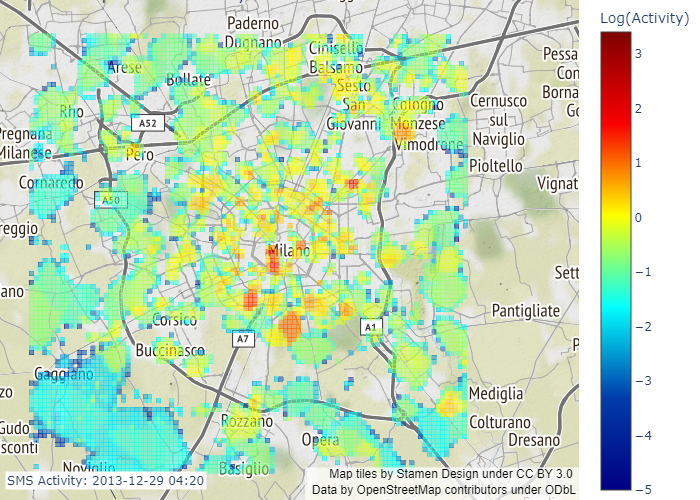 Log(Activity)
3
2
1
0
−1
−2
−3
−4
−5
Paderno
Dugnano
Cinisello
Balsamo
Sesto
San
Giovanni
Arese
Bollate
Rho
A52
Pero
Pregnana
Milanese
Cornaredo
A50
reggio
Cologno
Monzese
Vimodrone
Cernusco
sul
Naviglio
Pioltello
Pessa
Con
Borna
Go
Vignat
Milano
Sett
ano
Corsico
Buccinasco
A7
A1
Pantigliate
P
Gaggiano
zo
Gudo
sconti
Noviglio
Rozzano
Opera
Basiglio
Mediglia
Colturano
Dresano
SMS Activity: 2013-12-29 04:20
Map tiles by Stamen Design under CC BY 3.0
Data by OpenStreetMap contributors under ODbL